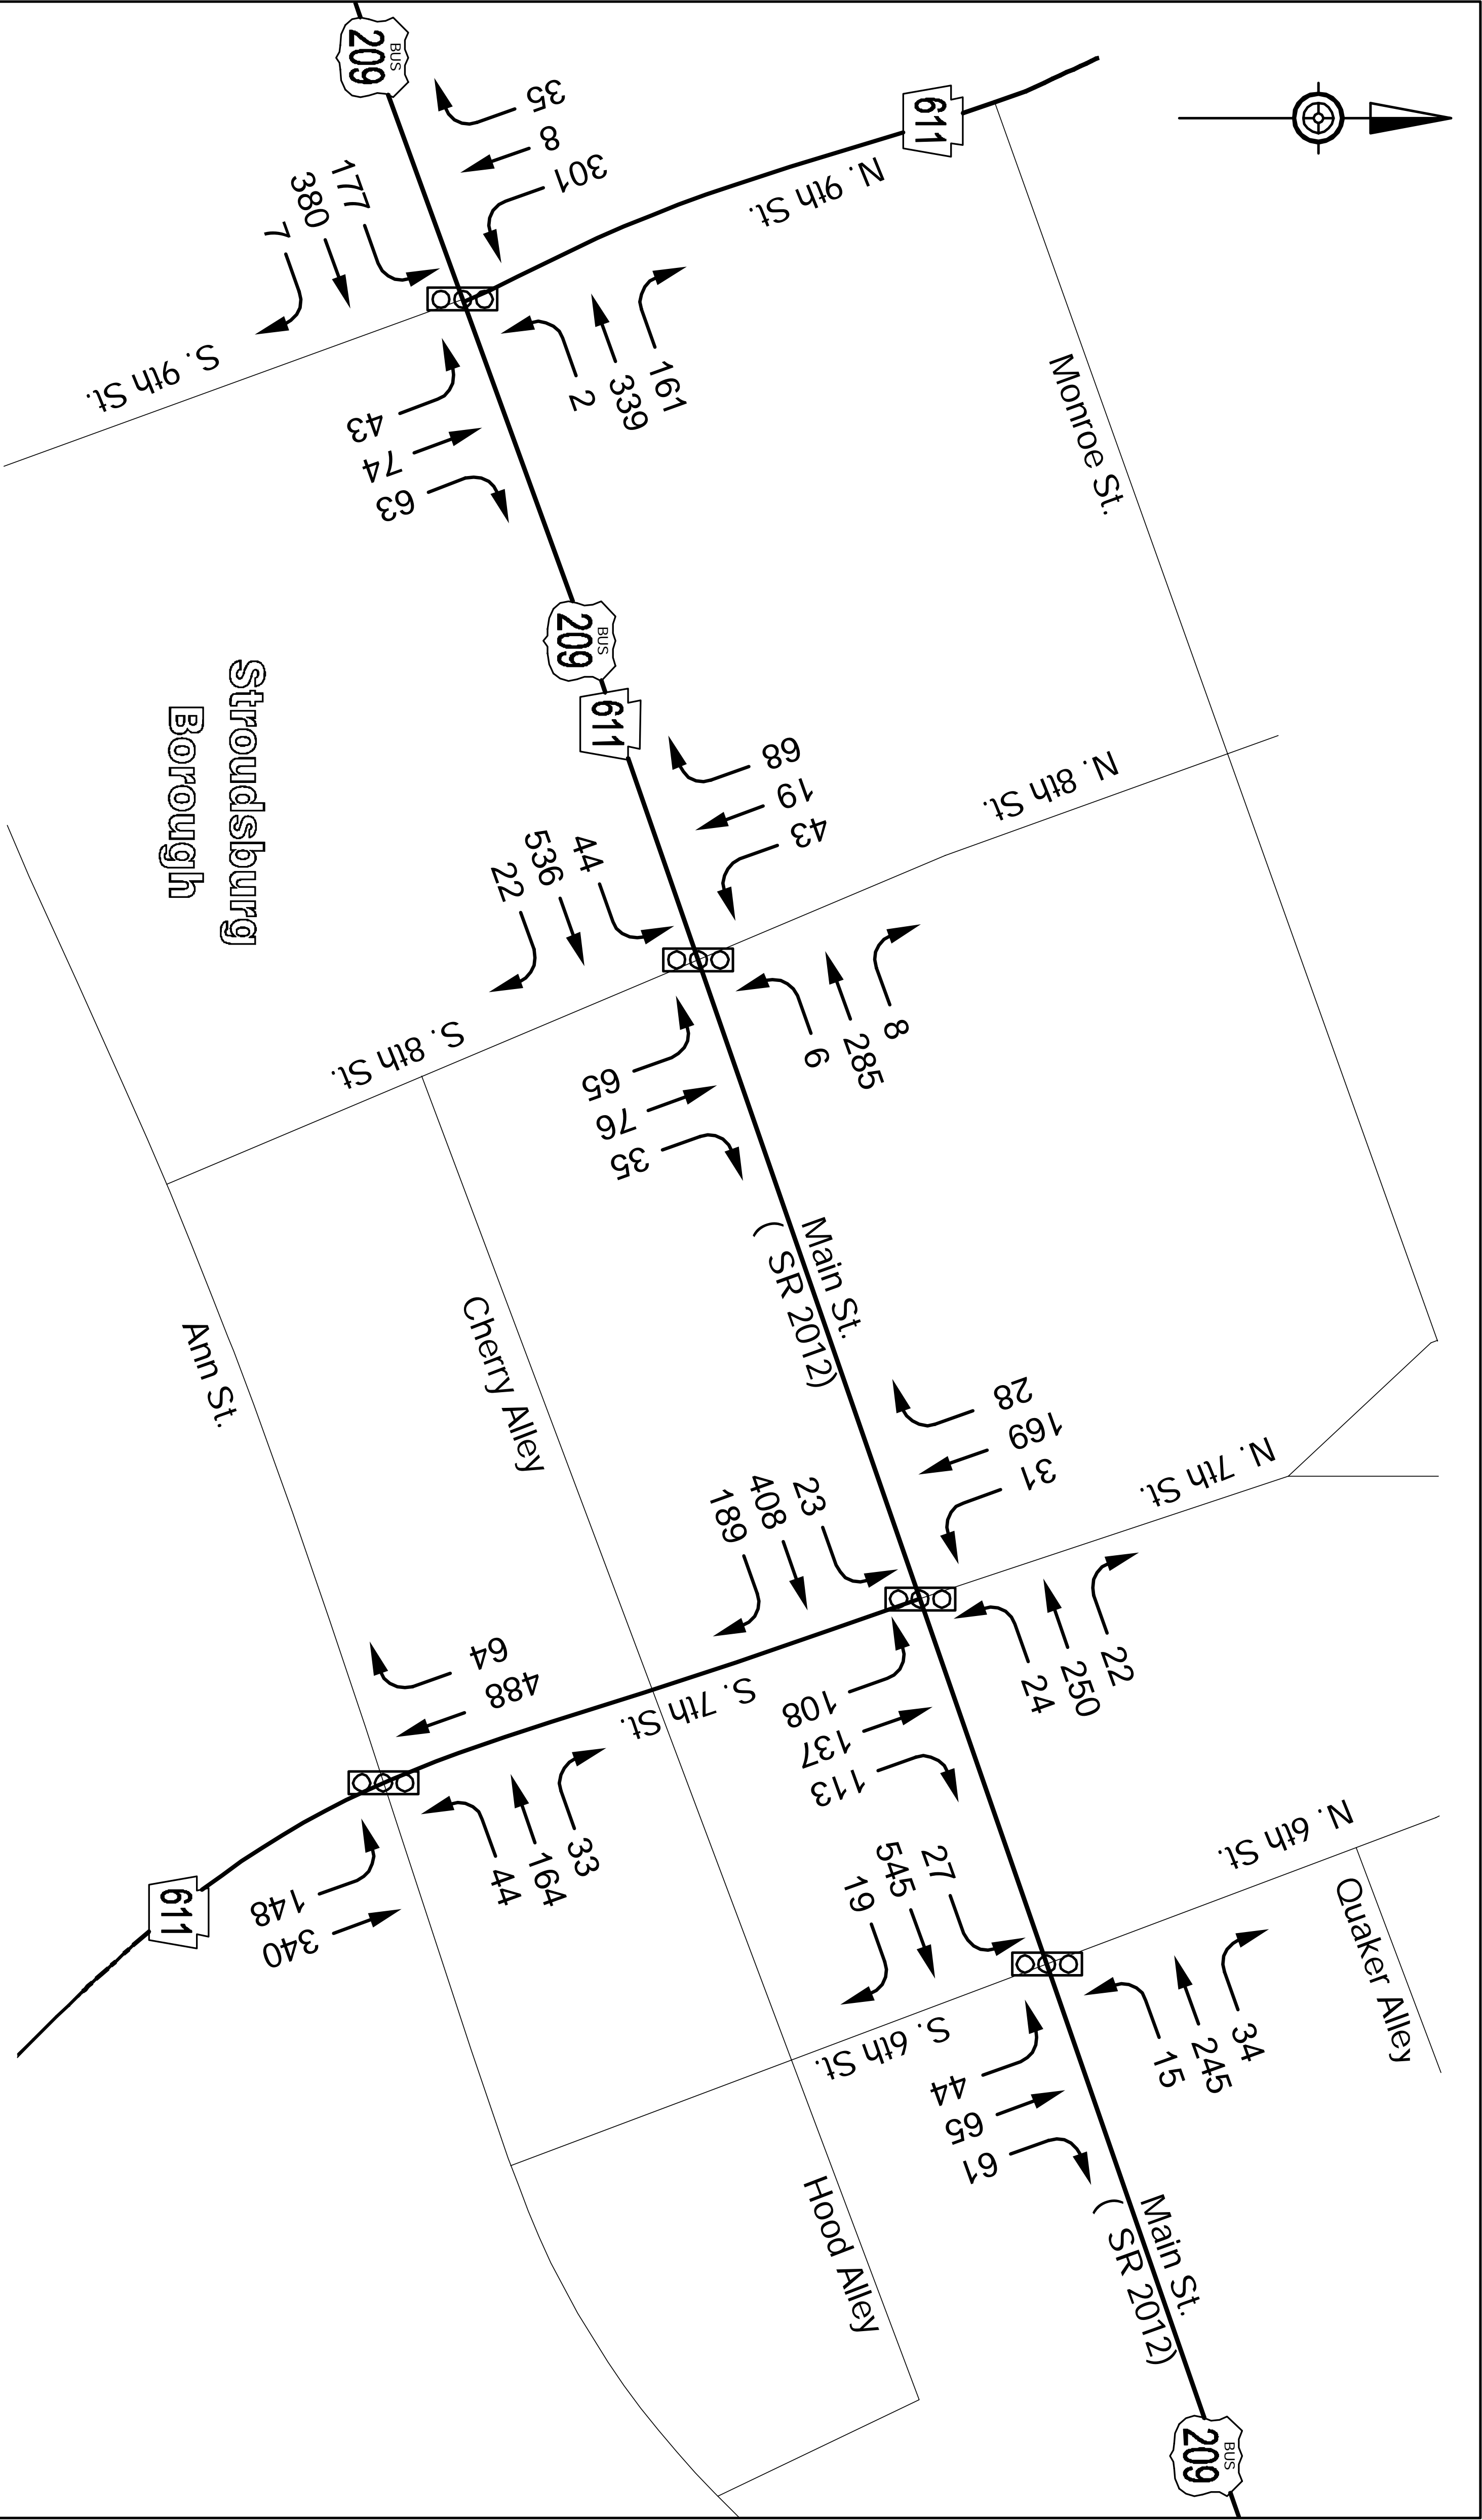 Quaker Alley
Monroe St.
N. 9th St.
N. 8th St.
N. 7th St.
N. 6th St.
611
BUS
209
35
8
301
177
380
7
161
339
2
43
74
63
S. 9th St.
BUS
209
611
68
19
43
44
536
22
8
285
6
65
76
35
S. 8th St.
Main St.
( SR 2012)
28
169
31
23
408
189
22
250
24
108
137
113
S. 7th St.
27
545
19
34
245
15
44
65
61
S. 6th St.
Main St.
( SR 2012)
BUS
209
Cherry Alley
Hood Alley
Stroudsburg
Borough
Ann St.
64
488
33
164
44
148
340
611